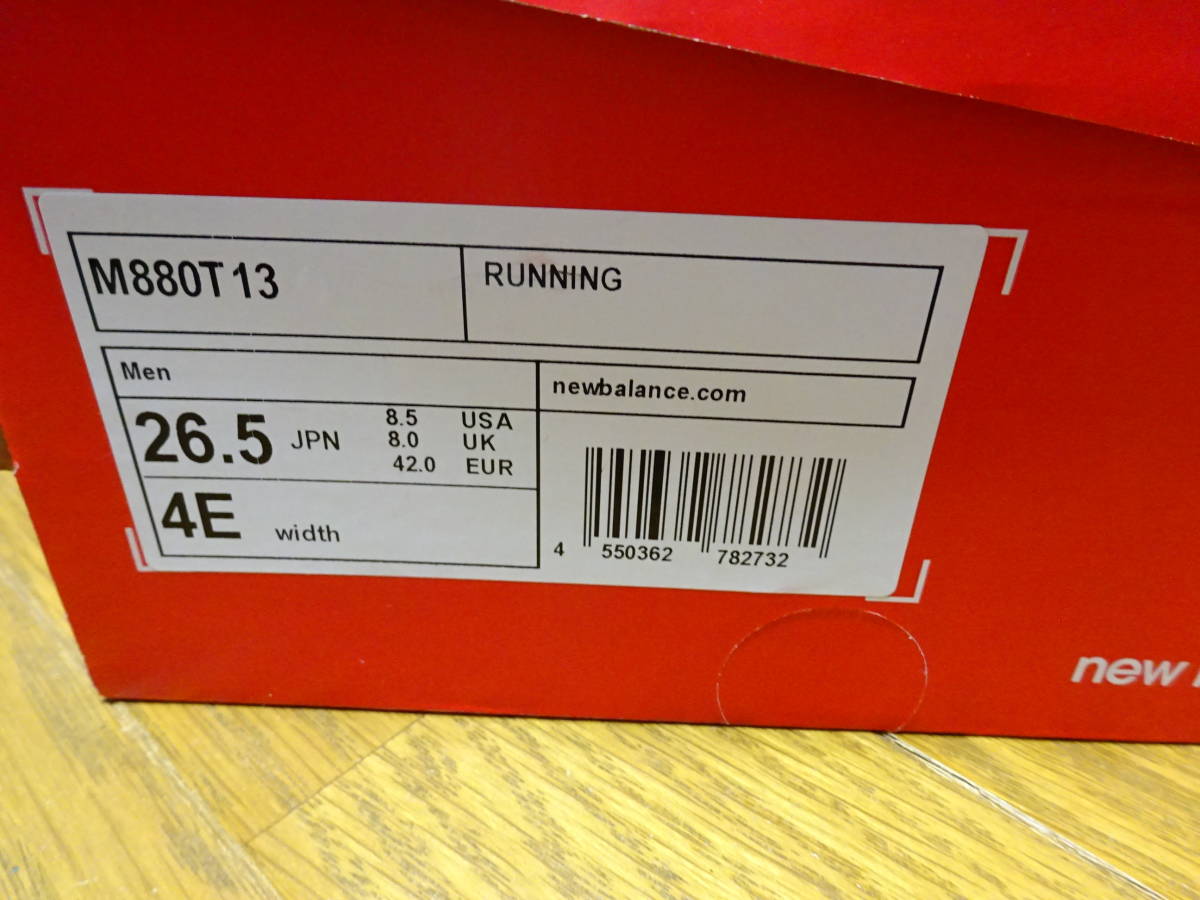 M880T13
RUNNING
Men
newbalance.com
26.5 JPN
8.5 USA
8.0 UK
42.0 EUR
4E width
4 550362 782732
new